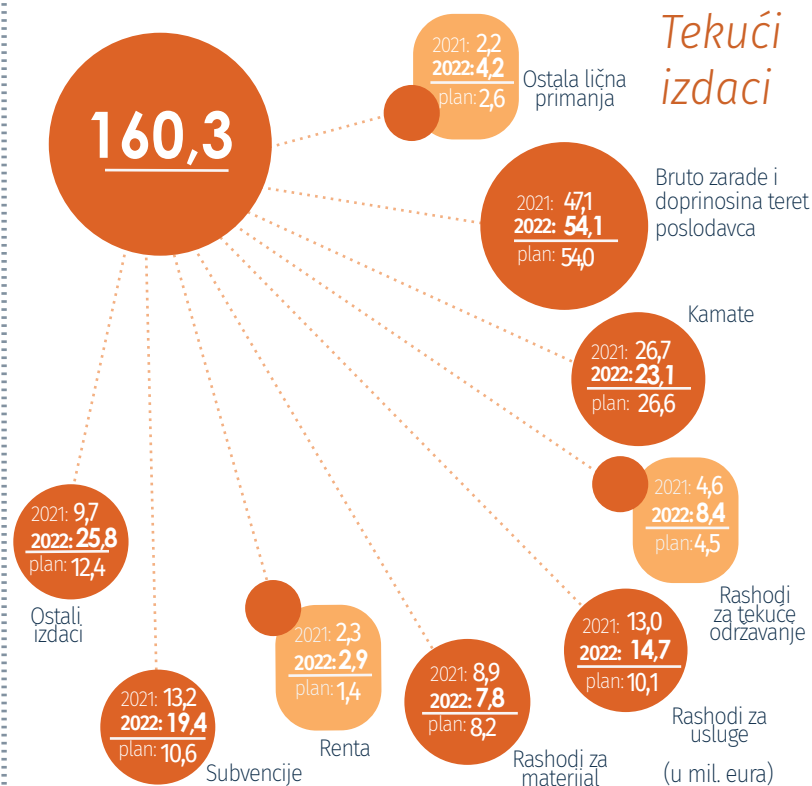 Tekući
izdaci
160,3
2021: 2,2
2022: 4,2
plan: 2,6
Ostala lična
primanja
2021: 47,1
2022: 54,1
plan: 54,0
Bruto zarade i
doprinosina teret
poslodavca
Kamate
2021: 26,7
2022: 23,1
plan: 26,6
2021: 4,6
2022: 8,4
plan: 4,5
Rashodi
za tekuće
održavanje
2021: 13,0
2022: 14,7
plan: 10,1
Rashodi za
usluge
2021: 8,9
2022: 7,8
plan: 8,2
Rashodi za
materijal
2021: 2,3
2022: 2,9
plan: 1,4
Renta
2021: 13,2
2022: 19,4
plan: 10,6
Subvencije
2021: 9,7
2022: 25,8
plan: 12,4
Ostali
izdaci
(u mil. eura)